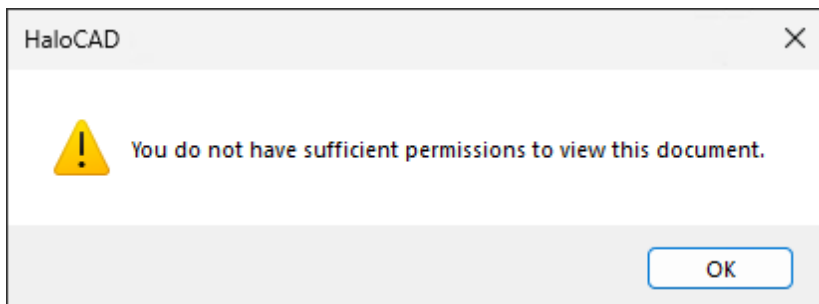 HaloCAD
You do not have sufficient permissions to view this document.
OK